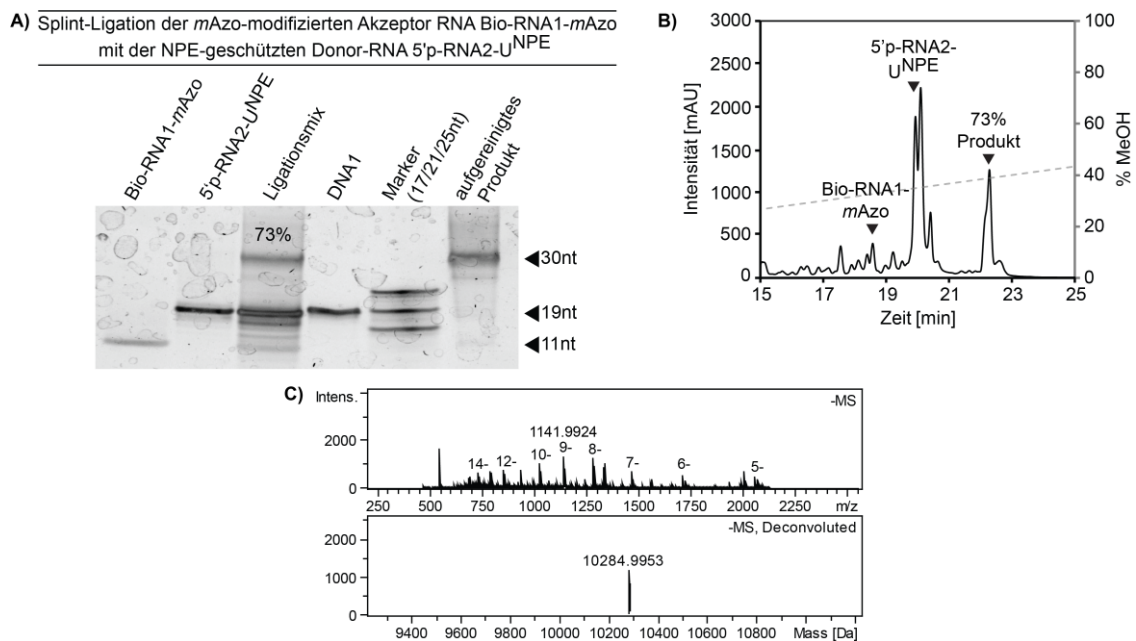 A)
Splint-Ligation der mAzo-modifizierten Akzeptor RNA Bio-RNA1-mAzo
mit der NPE-geschützten Donor-RNA 5'p-RNA2-U^NPE
Bio-RNA1-mAzo
5'p-RNA2-U^NPE
Ligationsmix
DNA1
Marker
(17/21/25nt)
aufgereinigtes
Produkt
73%
30nt
19nt
11nt
B)
Intensität [mAU]
3000
2500
2000
1500
1000
500
0
5'p-RNA2-
U^NPE
73%
Produkt
Bio-RNA1-
mAzo
100
80
60
40
20
0
% MeOH
15 17 19 21 23 25
Zeit [min]
C)
Intens.
-MS
2000
0
1141.9924
14- 12- 10- 9- 8- 7- 6- 5-
250 500 750 1000 1250 1500 1750 2000 2250 m/z
-MS, Deconvoluted
2000
1000
0
10284.9953
9400 9600 9800 10000 10200 10400 10600 10800 Mass [Da]